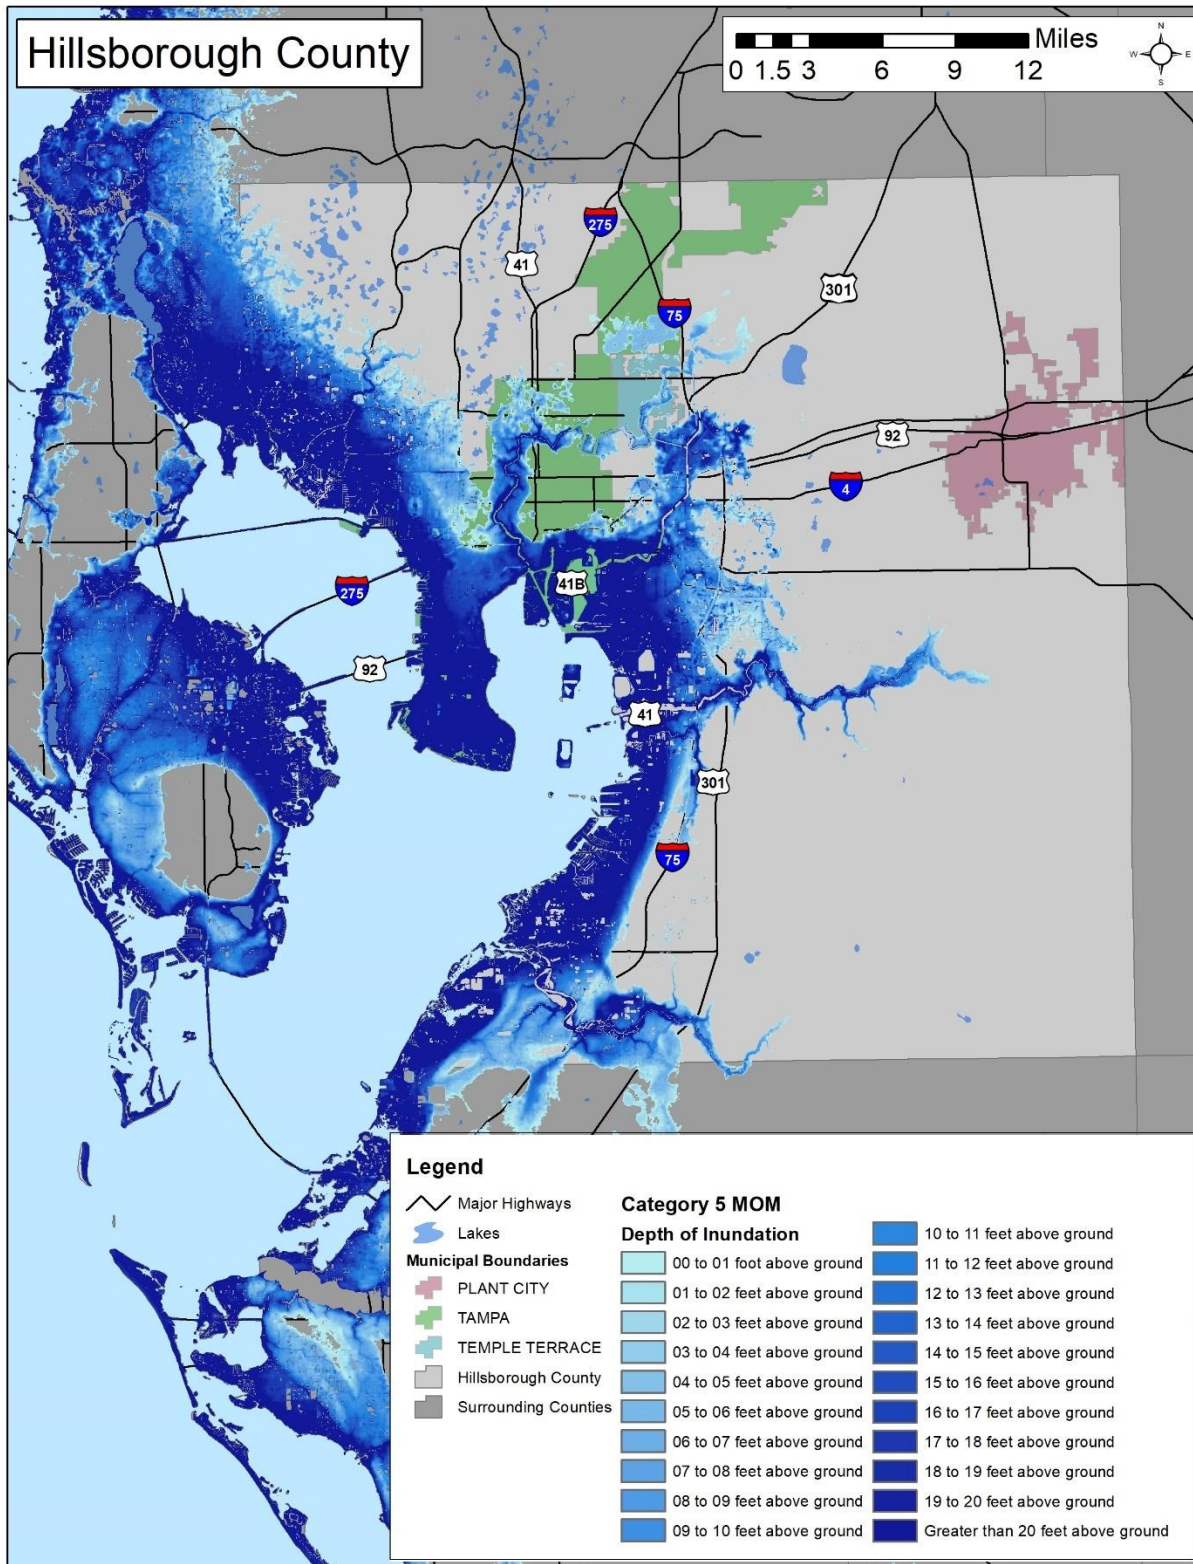 Hillsborough County
Miles
0 1.5 3 6 9 12
N
W E
S
275
41
75
301
92
4
41B
275
92
41
301
75
Legend
Major Highways
Lakes
Municipal Boundaries
PLANT CITY
TAMPA
TEMPLE TERRACE
Hillsborough County
Surrounding Counties
Category 5 MOM
Depth of Inundation
00 to 01 foot above ground
01 to 02 feet above ground
02 to 03 feet above ground
03 to 04 feet above ground
04 to 05 feet above ground
05 to 06 feet above ground
06 to 07 feet above ground
07 to 08 feet above ground
08 to 09 feet above ground
09 to 10 feet above ground
10 to 11 feet above ground
11 to 12 feet above ground
12 to 13 feet above ground
13 to 14 feet above ground
14 to 15 feet above ground
15 to 16 feet above ground
16 to 17 feet above ground
17 to 18 feet above ground
18 to 19 feet above ground
19 to 20 feet above ground
Greater than 20 feet above ground